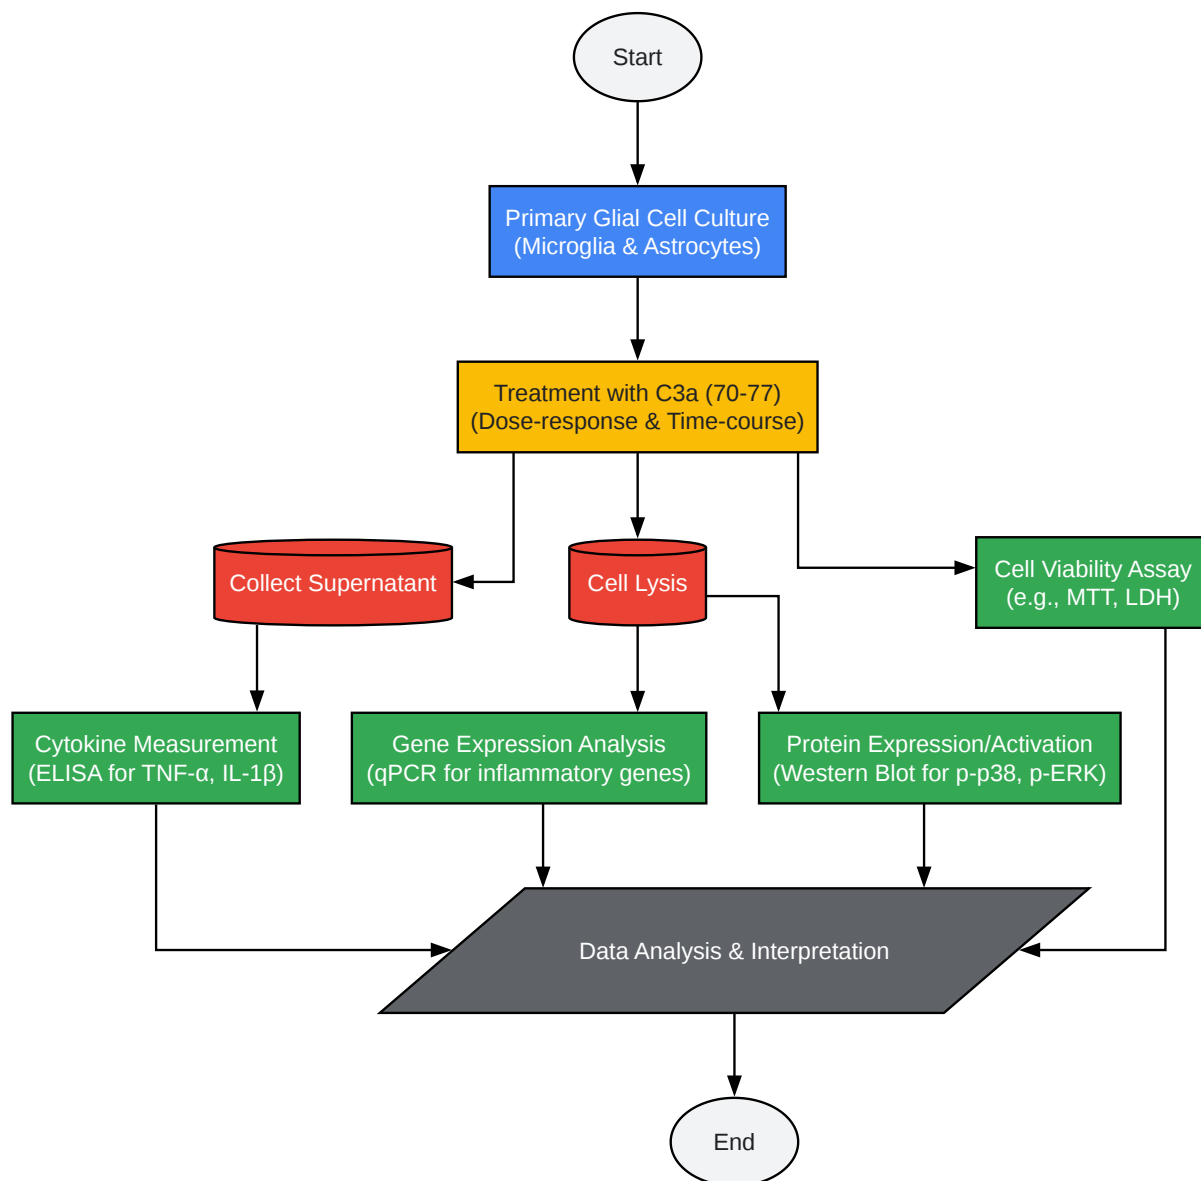 Start
Primary Glial Cell Culture
(Microglia & Astrocytes)
Treatment with C3a (70-77)
(Dose-response & Time-course)
Collect Supernatant
Cell Lysis
Cell Viability Assay
(e.g., MTT, LDH)
Cytokine Measurement
(ELISA for TNF-α, IL-1β)
Gene Expression Analysis
(qPCR for inflammatory genes)
Protein Expression/Activation
(Western Blot for p-p38, p-ERK)
Data Analysis & Interpretation
End